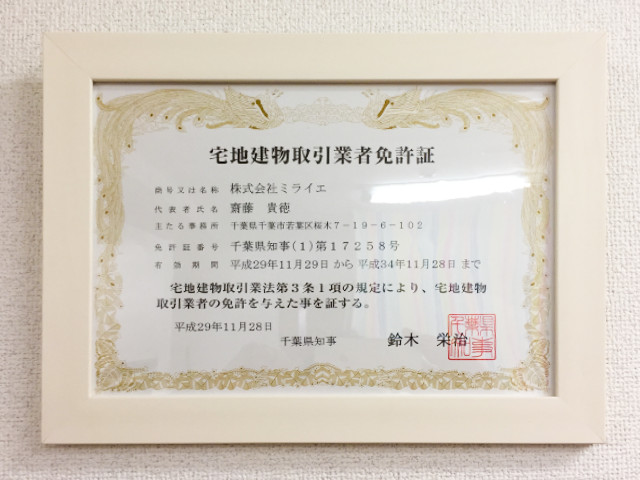 宅地建物取引業者免許証
商号又は名称 株式会社ミライエ
代表者氏名 齋藤 貴徳
主たる事務所 千葉県千葉市若葉区桜木7-19-6-102
免許証番号 千葉県知事(1)第17258号
有効期間 平成29年11月29日から平成34年11月28日まで
宅地建物取引業法第3条1項の規定により、宅地建物
取引業者の免許を与えた事を証する。
平成29年11月28日
千葉県知事 鈴木 栄治
千葉県知事